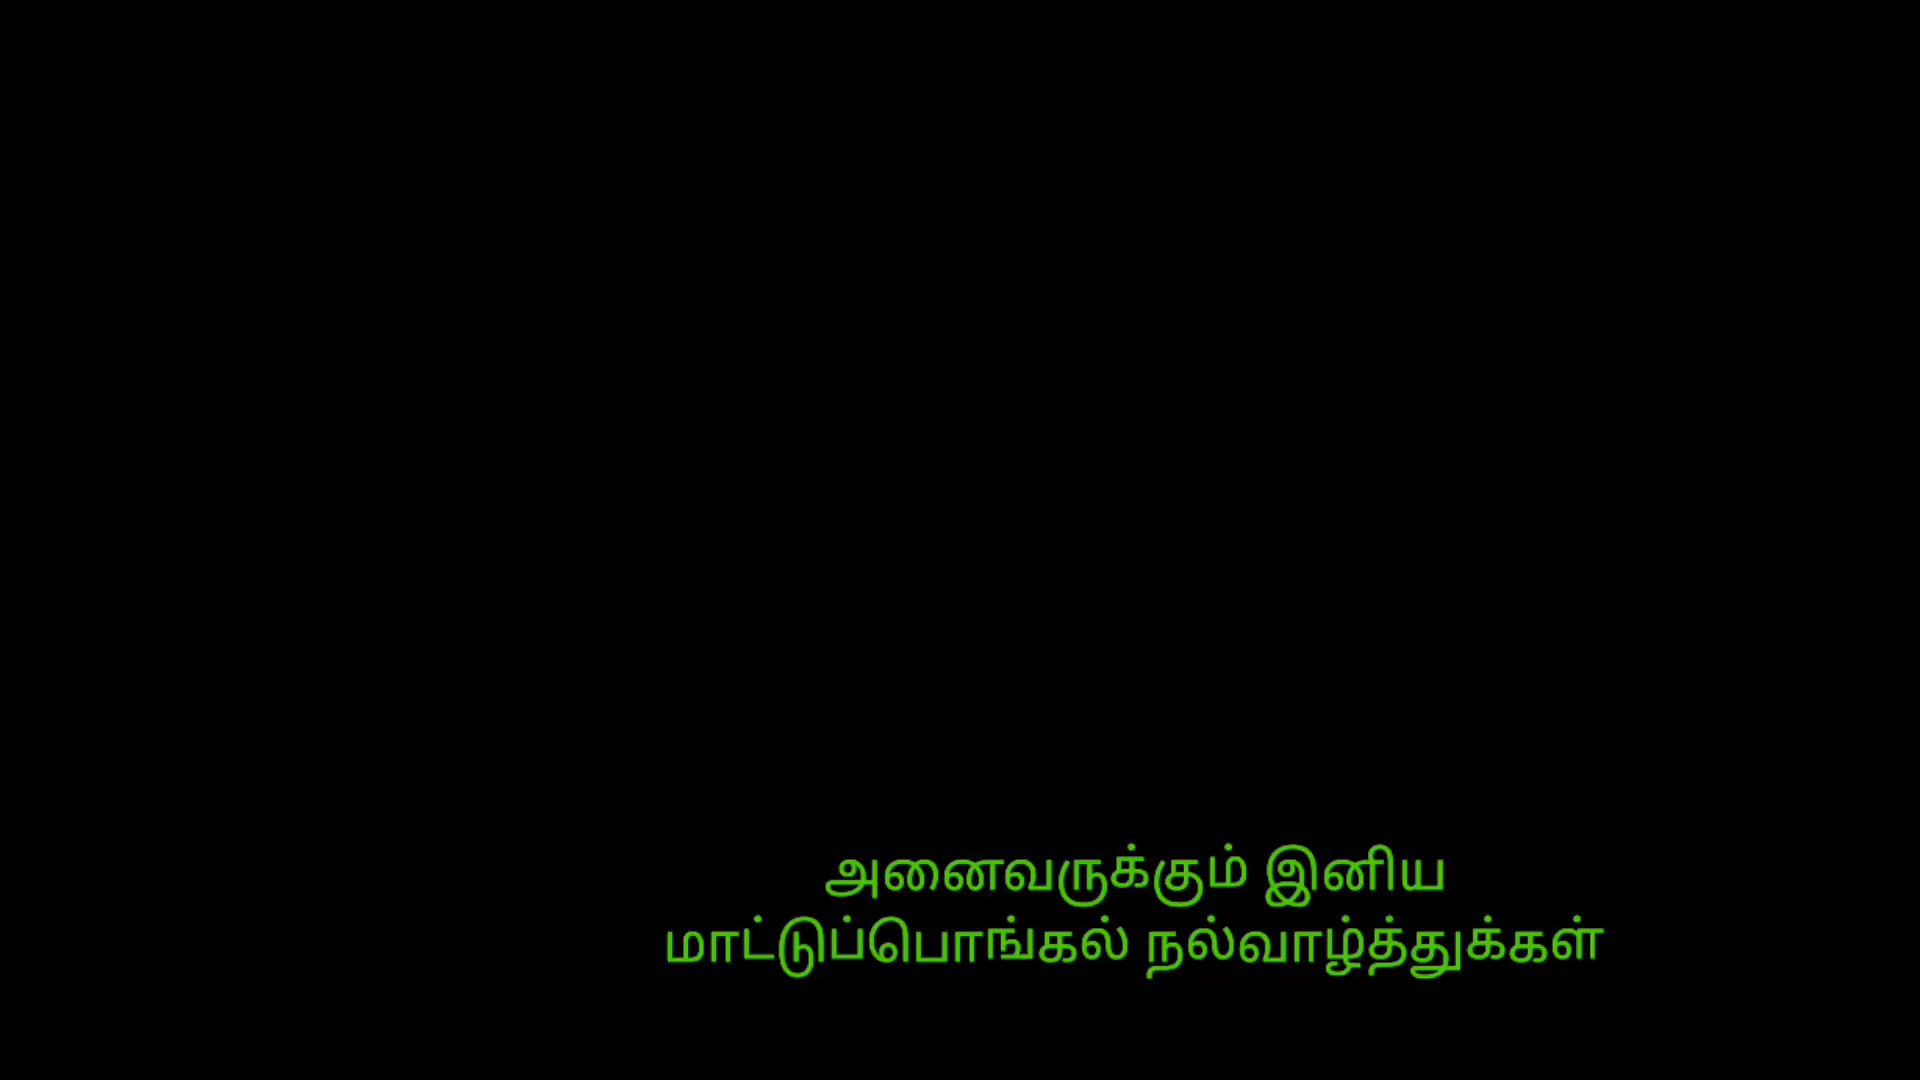 அனைவருக்கும் இனிய
மாட்டுப்பொங்கல் நல்வாழ்த்துக்கள்